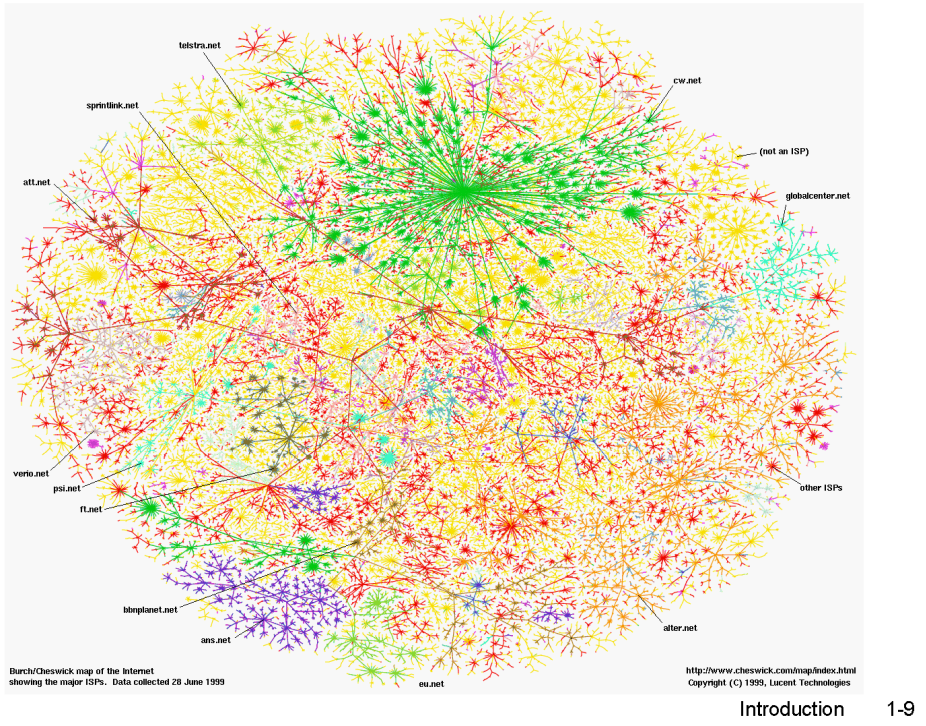 telstra.net
cw.net
sprintlink.net
(not an ISP)
att.net
globalcenter.net
verio.net
psi.net
other ISPs
ft.net
bbnplanet.net
alter.net
ans.net
Burch/Cheswick map of the Internet
showing the major ISPs.  Data collected 28 June 1999
eu.net
http://www.cheswick.com/map/index.html
Copyright (C) 1999, Lucent Technologies
Introduction 1-9